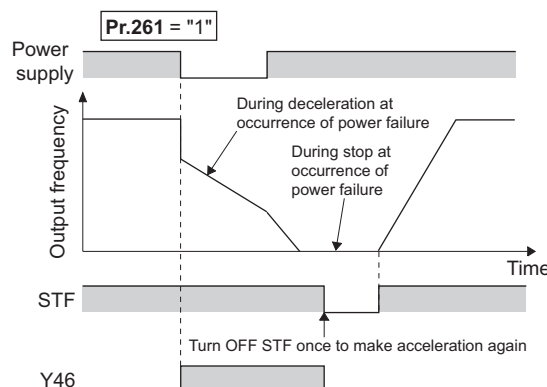 Pr.261 = "1"
Power
supply
During deceleration at
occurrence of power failure
During stop at
occurrence of
power failure
Output frequency
Time
STF
Turn OFF STF once to make acceleration again
Y46